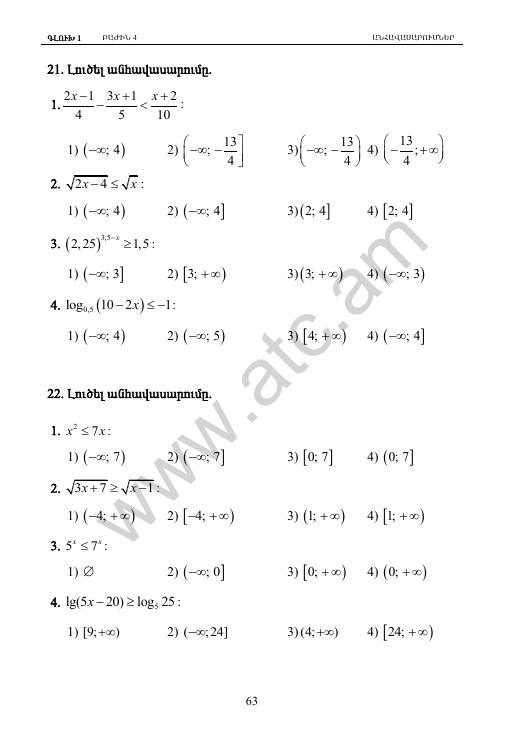 ԳԼՈՒԽ 1 ԲԱԺԻՆ 4 ԱՆՀԱՎԱՍԱՐՈՒՄՆԵՐ
21. Լուծել անհավասարումը.
1. (2x−1)/4 − (3x+1)/5 < (x+2)/10 :
1) (−∞; 4) 2) (−∞; −13/4] 3) (−∞; −13/4) 4) (−13/4; +∞)
2. √(2x−4) ≤ √x :
1) (−∞; 4) 2) (−∞; 4] 3) (2; 4] 4) [2; 4]
3. (2,25)^(3,5−x) ≥ 1,5 :
1) (−∞; 3] 2) [3; +∞) 3) (3; +∞) 4) (−∞; 3)
4. log₀,₅ (10 − 2x) ≤ −1 :
1) (−∞; 4) 2) (−∞; 5) 3) [4; +∞) 4) (−∞; 4]
22. Լուծել անհավասարումը.
1. x² ≤ 7x :
1) (−∞; 7) 2) (−∞; 7] 3) [0; 7] 4) (0; 7]
2. √(3x+7) ≥ √(x−1) :
1) (−4; +∞) 2) [−4; +∞) 3) (1; +∞) 4) [1; +∞)
3. 5ˣ ≤ 7ˣ :
1) ∅ 2) (−∞; 0] 3) [0; +∞) 4) (0; +∞)
4. lg(5x − 20) ≥ log₅ 25 :
1) [9;+∞) 2) (−∞;24] 3) (4;+∞) 4) [24; +∞)
63
www.atc.am